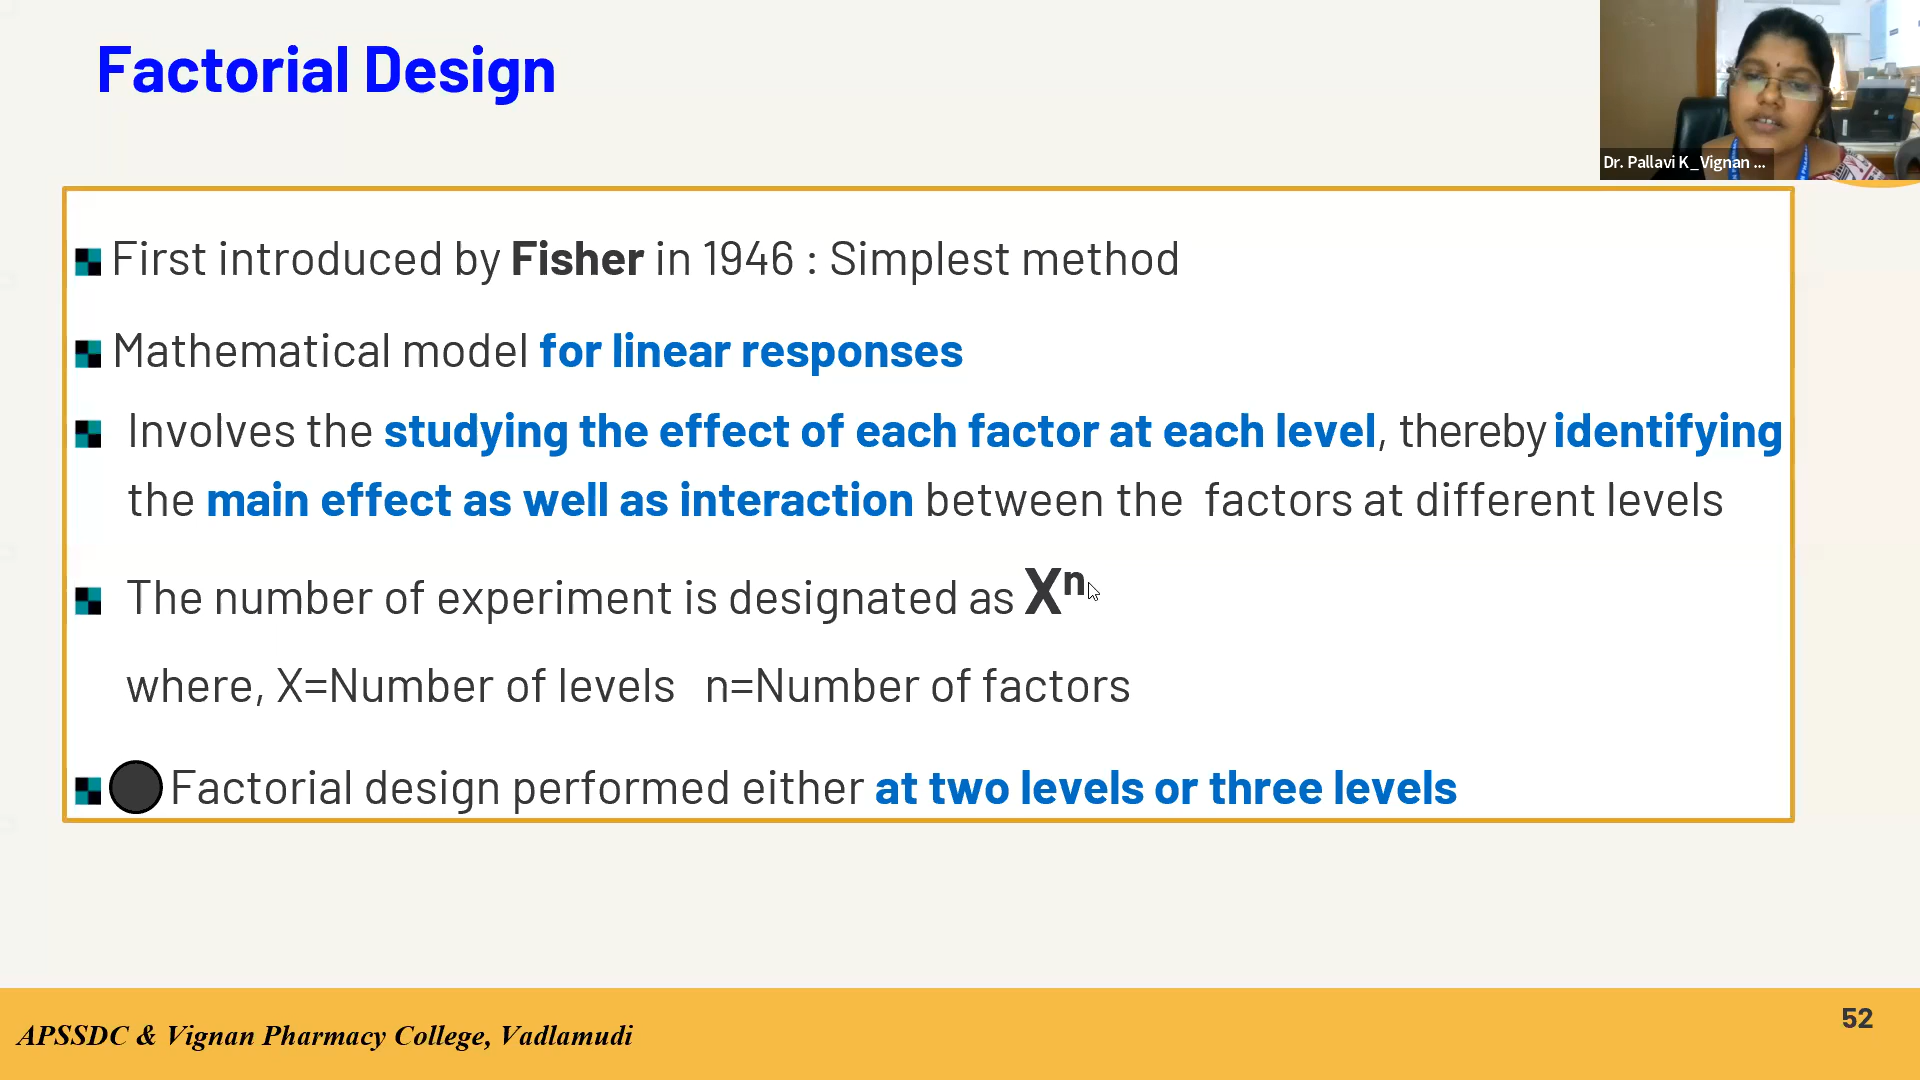 Factorial Design
Dr. Pallavi K_Vignan ...
First introduced by Fisher in 1946 : Simplest method
Mathematical model for linear responses
Involves the studying the effect of each factor at each level, thereby identifying
the main effect as well as interaction between the factors at different levels
The number of experiment is designated as Xⁿ
where, X=Number of levels n=Number of factors
Factorial design performed either at two levels or three levels
APSSDC & Vignan Pharmacy College, Vadlamudi
52